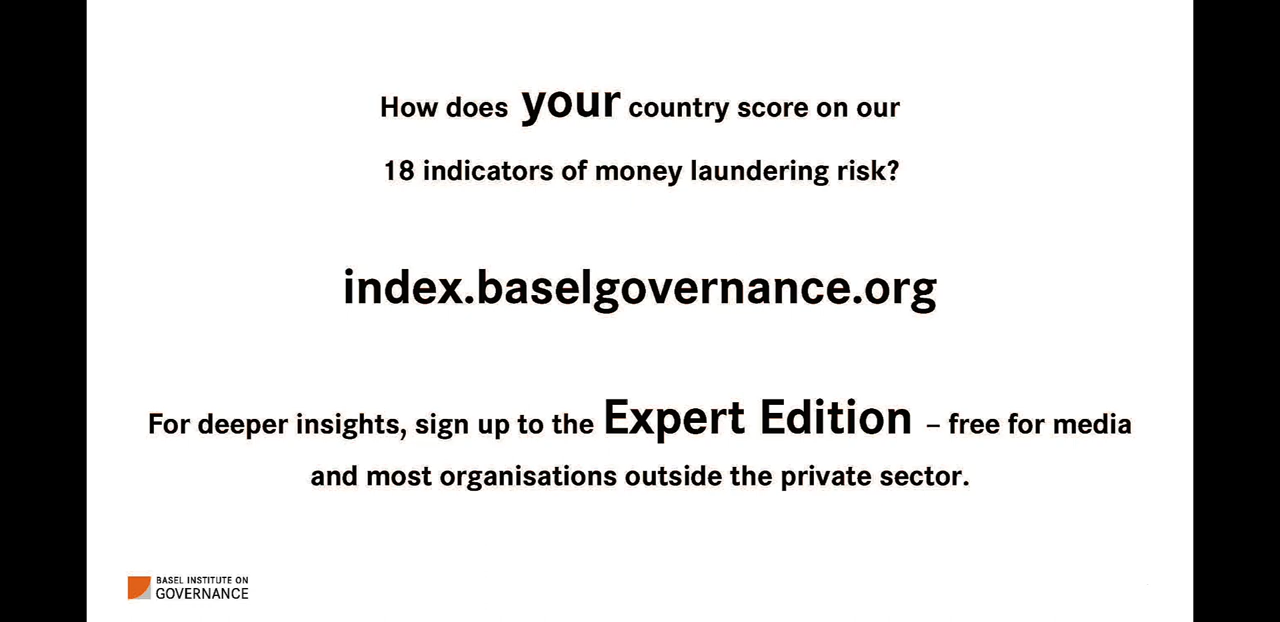 How does your country score on our
18 indicators of money laundering risk?
index.baselgovernance.org
For deeper insights, sign up to the Expert Edition – free for media
and most organisations outside the private sector.
BASEL INSTITUTE ON
GOVERNANCE